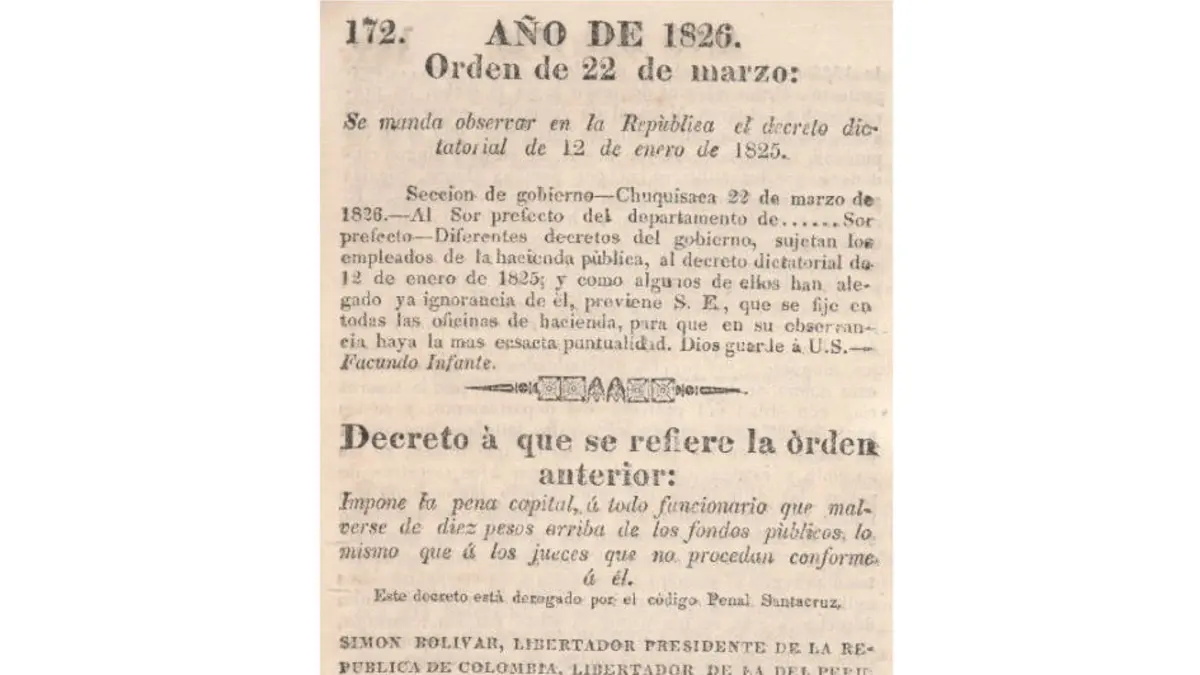 172. AÑO DE 1826.
Orden de 22 de marzo:
Se manda observar en la Repùblica el decreto dic-
tatorial de 12 de enero de 1825.
Seccion de gobierno—Chuquisaca 22 de marzo de
1826.—Al Sor prefecto del departamento de......Sor
prefecto—Diferentes decretos del gobierno, sujetan los
empleados de la hacienda pùblica, al decreto dictatorial de
12 de enero de 1825; y como algunos de ellos han ale-
gado ya ignorancia de èl, previene S. E., que se fije en
todas las oficinas de hacienda, para que en su observan-
cia haya la mas ecsacta puntualidad. Dios guarde à U.S.—
Facundo Infante.
Decreto à que se refiere la òrden
anterior:
Impone la pena capital, á todo funcionario que mal-
verse de diez pesos arriba de los fondos pùblicos, lo
mismo que á los jueces que no procedan conforme
á él.
Este decreto està derogado por el còdigo Penal Santacruz,
SIMON BOLIVAR, LIBERTADOR PRESIDENTE DE LA RE-
PUBLICA DE COLOMBIA, LIBERTADOR DE LA DEL PERU